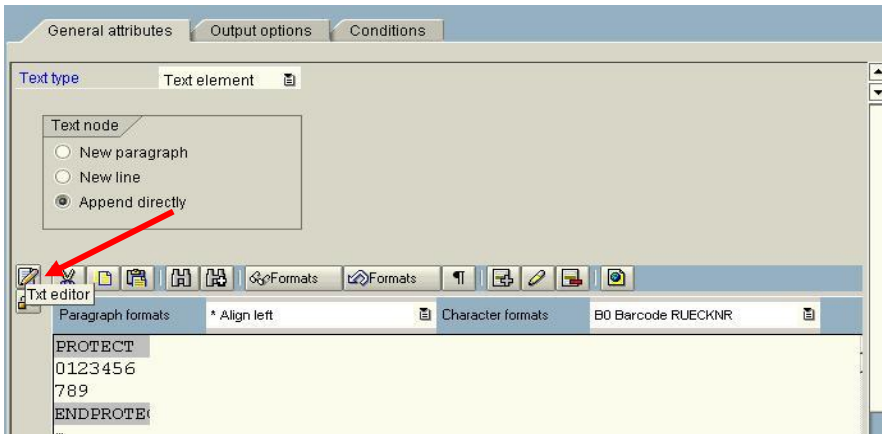 General attributes Output options Conditions
Text type Text element
Text node
New paragraph
New line
Append directly
Formats Formats ¶
Txt editor
Paragraph formats * Align left Character formats B0 Barcode RUECKNR
PROTECT
0123456
789
ENDPROTE